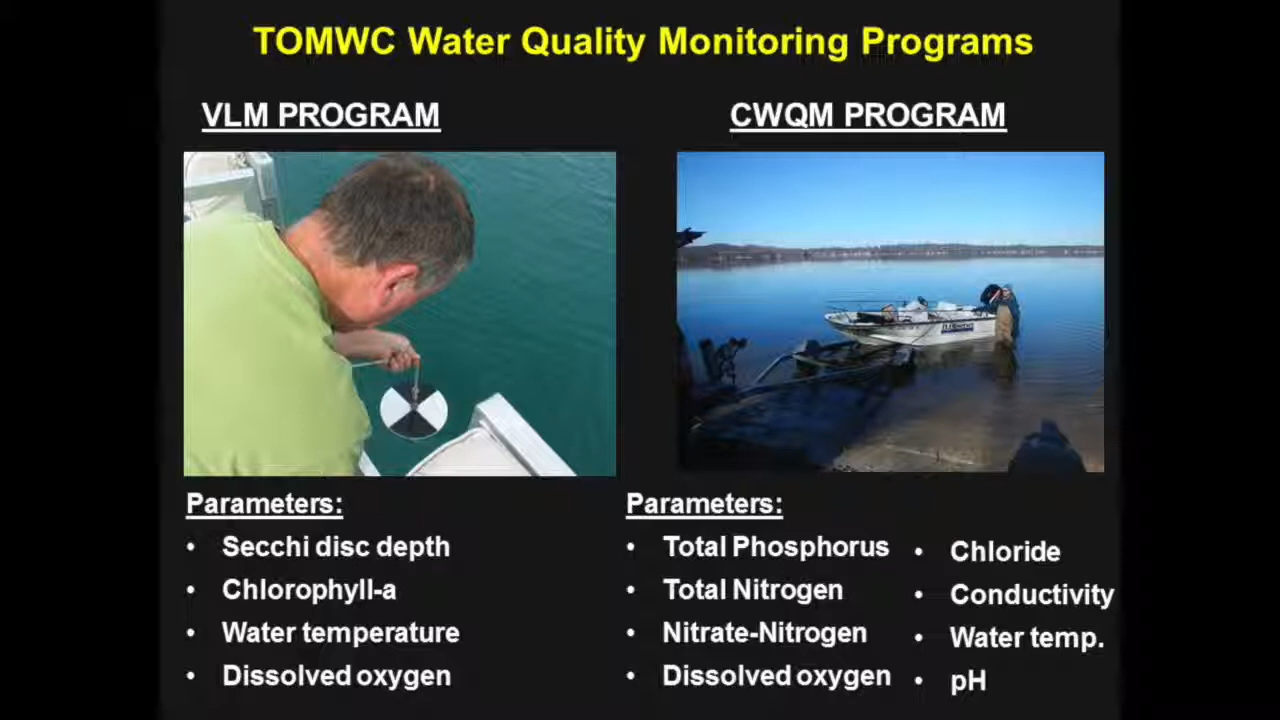 TOMWC Water Quality Monitoring Programs
VLM PROGRAM
CWQM PROGRAM
Parameters:
• Secchi disc depth
• Chlorophyll-a
• Water temperature
• Dissolved oxygen
Parameters:
• Total Phosphorus
• Total Nitrogen
• Nitrate-Nitrogen
• Dissolved oxygen
• Chloride
• Conductivity
• Water temp.
• pH